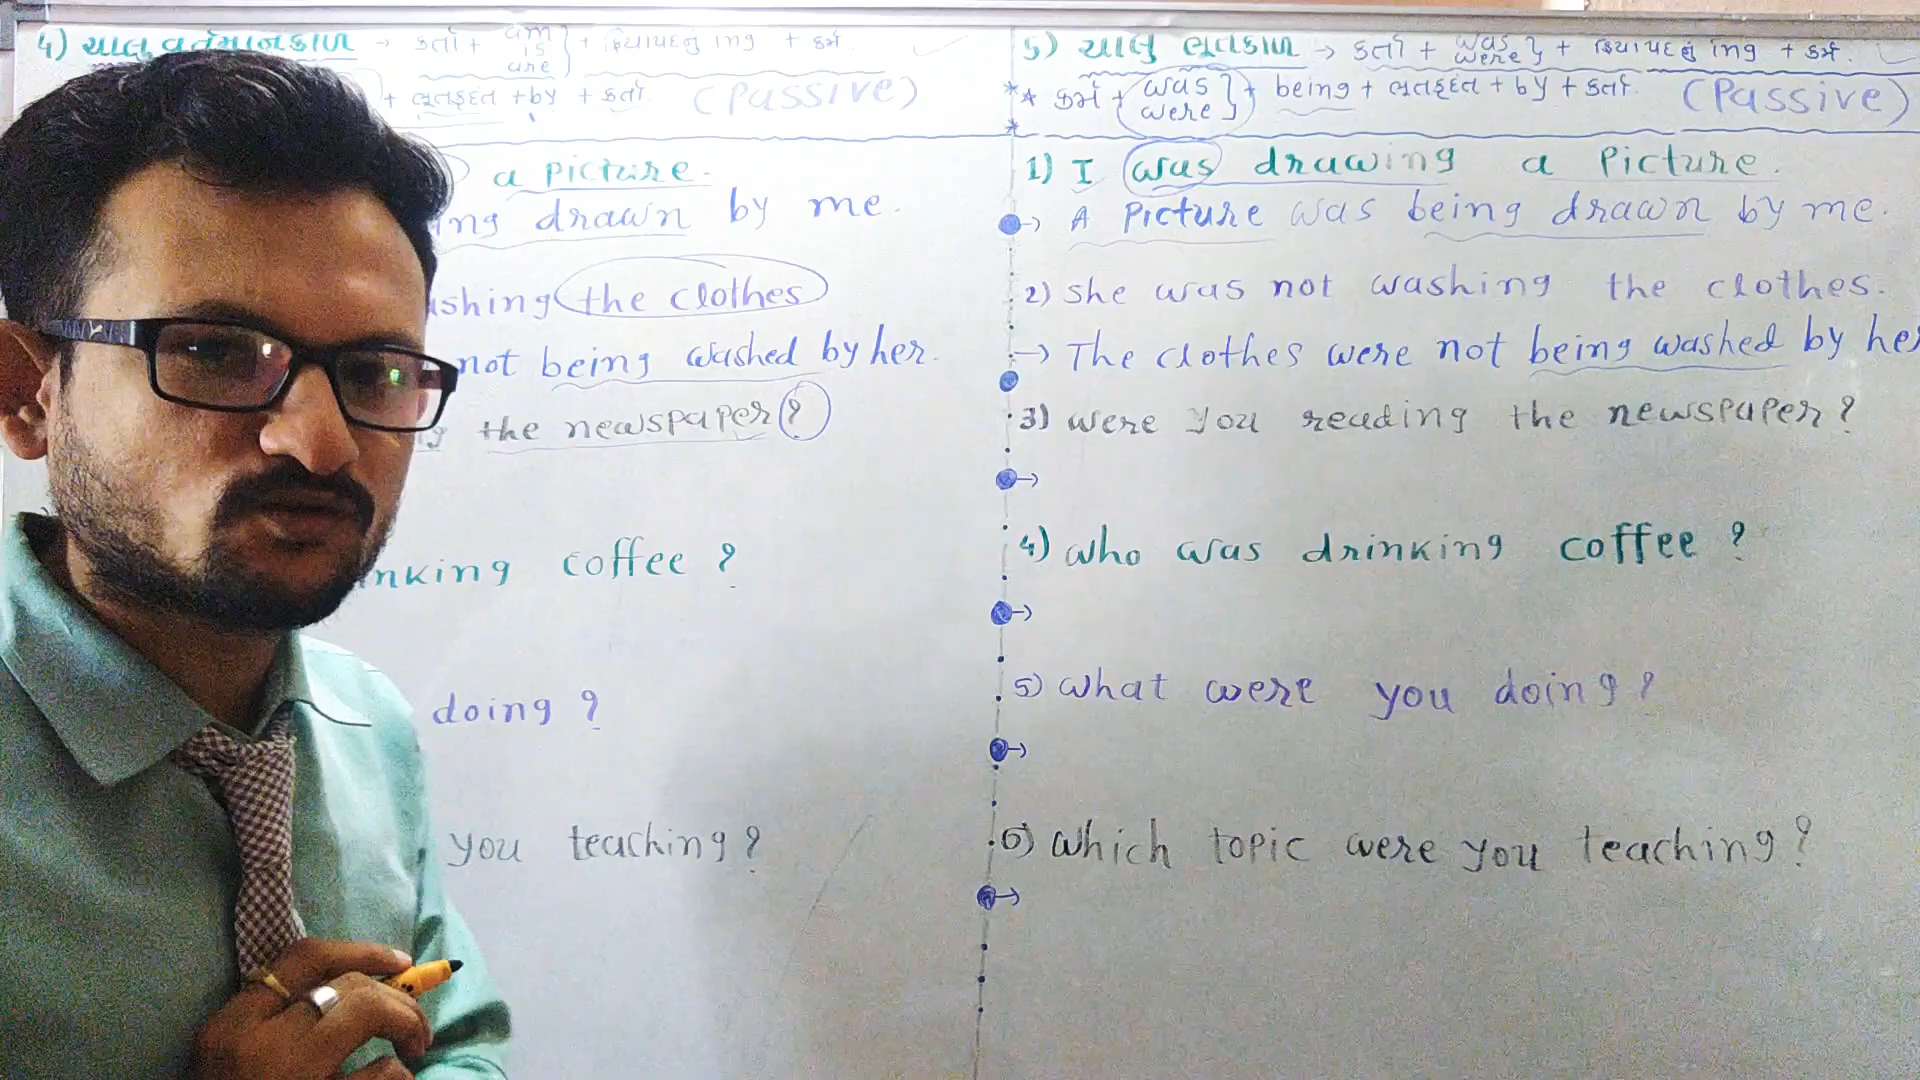 4) ચાલુ વર્તમાનકાળ → કર્તા + am is are } + ક્રિયાપદનું ing + કર્મ.
+ ભૂતકૃદંત + by + કર્તા (Passive)
a picture.
ing drawn by me.
ashing the clothes
not being washed by her.
g the newspaper?
nking coffee?
doing?
you teaching?
5) ચાલુ ભૂતકાળ → કર્તા + was were } + ક્રિયાપદનું ing + કર્મ.
** કર્મ + was were } + being + ભૂતકૃદંત + by + કર્તા. (Passive)
*
1) I was drawing a picture.
→ A picture was being drawn by me.
2) She was not washing the clothes.
→ The clothes were not being washed by her
3) were you reading the newspaper?
→
4) who was drinking coffee?
→
5) what were you doing?
→
6) which topic were you teaching?
→